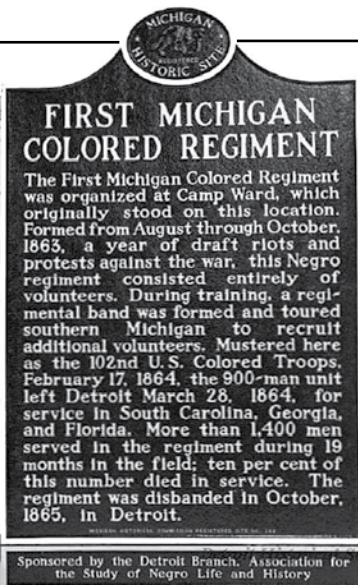 MICHIGAN
HISTORIC SITE
REGISTERED
FIRST MICHIGAN
COLORED REGIMENT
The First Michigan Colored Regiment
was organized at Camp Ward, which
originally stood on this location.
Formed from August through October,
1863, a year of draft riots and
protests against the war, this Negro
regiment consisted entirely of
volunteers. During training, a regi-
mental band was formed and toured
southern Michigan to recruit
additional volunteers. Mustered here
as the 102nd U.S. Colored Troops,
February 17, 1864, the 900-man unit
left Detroit March 28, 1864, for
service in South Carolina, Georgia,
and Florida. More than 1,400 men
served in the regiment during 19
months in the field; ten per cent of
this number died in service. The
regiment was disbanded in October,
1865, in Detroit.
MICHIGAN HISTORICAL COMMISSION REGISTERED SITE NO.
Sponsored by the Detroit Branch, Association for
the Study of Negro Life and History